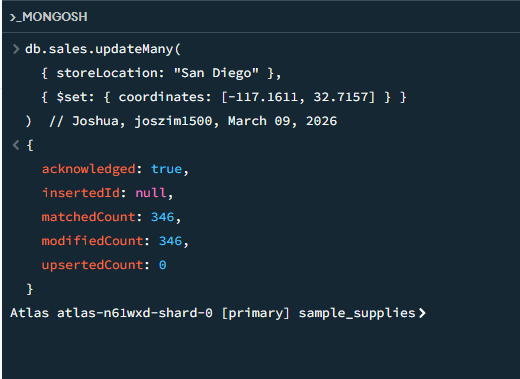 >_MONGOSH
> db.sales.updateMany(
{ storeLocation: "San Diego" },
{ $set: { coordinates: [-117.1611, 32.7157] } }
) // Joshua, joszim1500, March 09, 2026
< {
acknowledged: true,
insertedId: null,
matchedCount: 346,
modifiedCount: 346,
upsertedCount: 0
}
Atlas atlas-n61wxd-shard-0 [primary] sample_supplies>